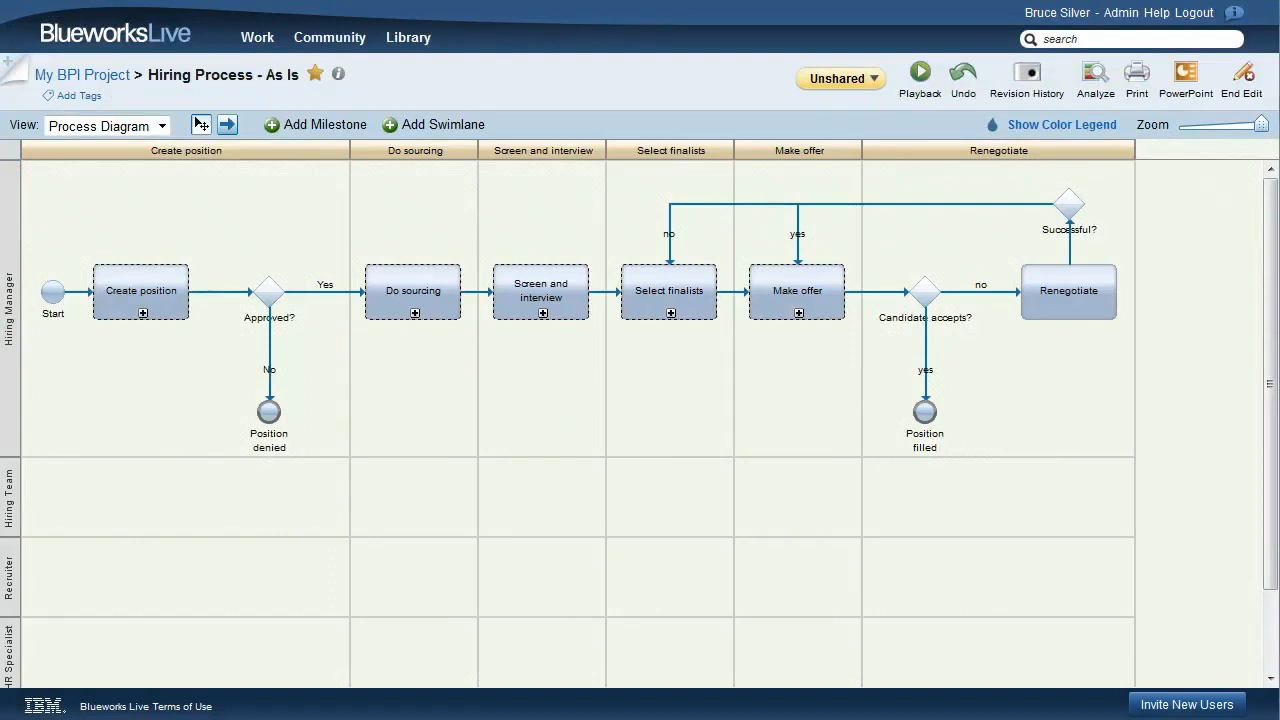 Bruce Silver - Admin Help Logout
BlueworksLive
Work Community Library
search
My BPI Project > Hiring Process - As Is
Add Tags
Unshared
Playback Undo Revision History Analyze Print PowerPoint End Edit
View: Process Diagram
Add Milestone
Add Swimlane
Show Color Legend
Zoom
Create position
Do sourcing
Screen and interview
Select finalists
Make offer
Renegotiate
Hiring Manager
no
yes
Successful?
Start
Create position
Approved?
Yes
Do sourcing
Screen and
interview
Select finalists
Make offer
Candidate accepts?
no
Renegotiate
No
yes
Position
denied
Position
filled
Hiring Team
Recruiter
HR Specialist
IBM.
Blueworks Live Terms of Use
Invite New Users